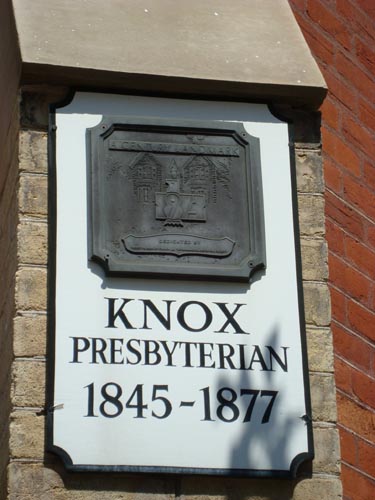 A CENTURY LANDMARK
DEDICATED BY
KNOX
PRESBYTERIAN
1845-1877